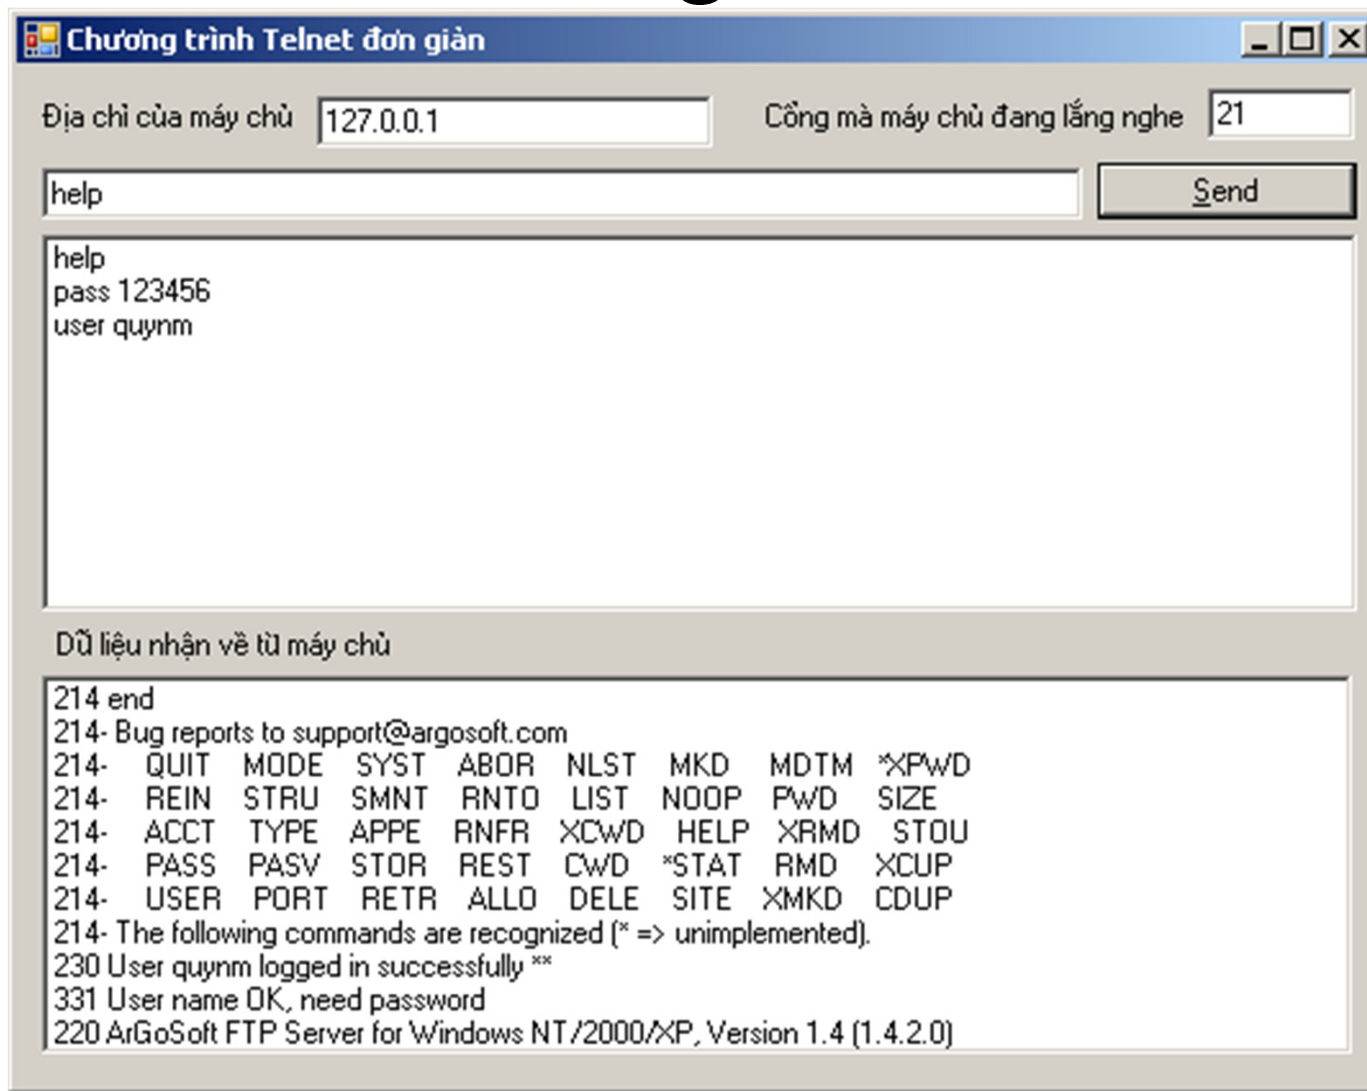 Chương trình Telnet đơn giản
Địa chỉ của máy chủ 127.0.0.1 Cổng mà máy chủ đang lắng nghe 21
help Send
help
pass 123456
user quynm
Dữ liệu nhận về từ máy chủ
214 end
214- Bug reports to support@argosoft.com
214- QUIT MODE SYST ABOR NLST MKD MDTM *XPWD
214- REIN STRU SMNT RNTO LIST NOOP PWD SIZE
214- ACCT TYPE APPE RNFR XCWD HELP XRMD STOU
214- PASS PASV STOR REST CWD *STAT RMD XCUP
214- USER PORT RETR ALLO DELE SITE XMKD CDUP
214- The following commands are recognized (* => unimplemented).
230 User quynm logged in successfully **
331 User name OK, need password
220 ArGoSoft FTP Server for Windows NT/2000/XP, Version 1.4 (1.4.2.0)